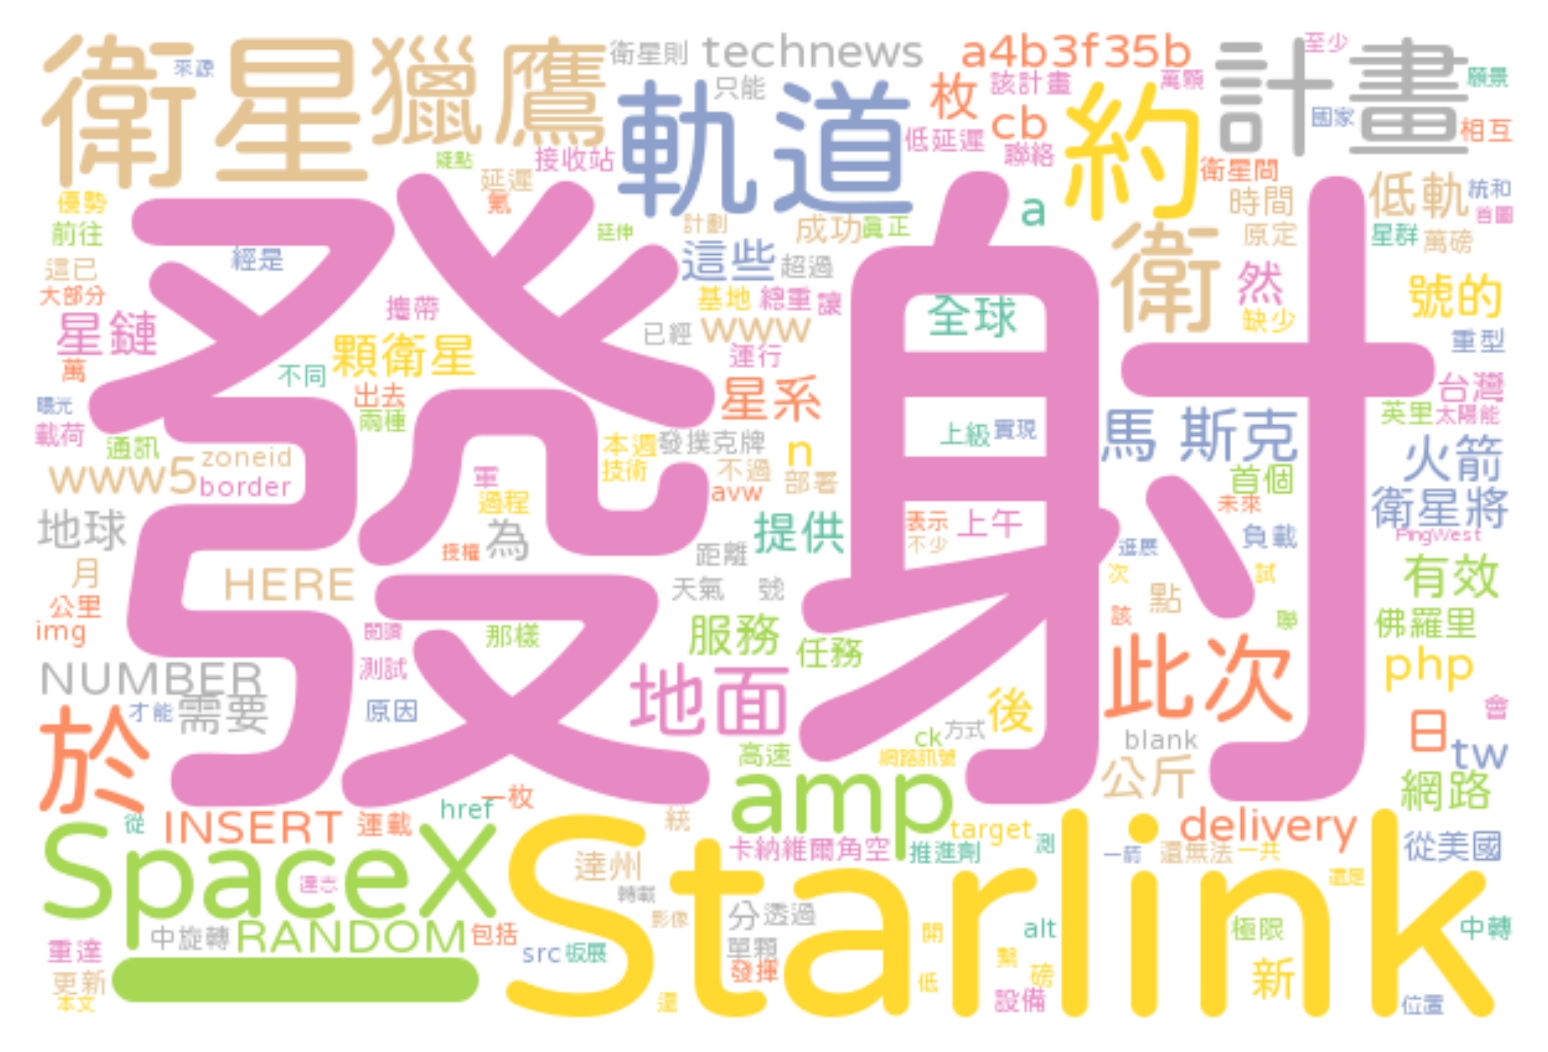 衛星 來源 獵鷹 衛星則 technews a4b3f35b 計畫 至少 願景
只能 枚 該計畫 萬顆 國家 相互
軌道 cb 約 低延遲 聯絡
疑點 接收站 延遲 氪 衛星間 時間 低軌 統和 首圖
優勢 前往 延伸 計劃 成功 真正 a 原定 星群 萬磅
發射
這已 經是 這些 超過 衛 然 號的
大部分 攜帶 基地 總重 讓 全球 缺少
星鏈 顆衛星 已經 www 重型
萬 不同 出去 運行 台灣
曝光 兩種 星系 英里 太陽能
載荷 通訊 本週 發撲克牌 n 上級 實現 馬 斯克 火箭
www5 zoneid 軍 技術 不過 首個
border 過程 avw 部署 未來 衛星將
地球 為 提供 表示 上午 負載 PingWest
授權 距離 不少 進展
月 HERE 天氣 號 次 點 試 有效
公里 該 聯 佛羅里
img 閱讀 那樣 服務 任務
NUMBER 測試 地面 此次 php
於 才能 需要 原因 後 日 會
ck 方式 blank tw
高速 網路訊號 公斤 網路
amp
從 INSERT 運載 href 一枚 統 target 測 delivery
SpaceX Starlink
卡納維爾角空 推進劑 一箭 還無法 一共 從美國
達志 達州 轉載 還是
影像 分 透過
中旋轉 RANDOM 包括 單顆 開 alt 極限 中轉
重達 src 板展 發揮 繫
更新 低 磅 新
本文 還 設備 位置